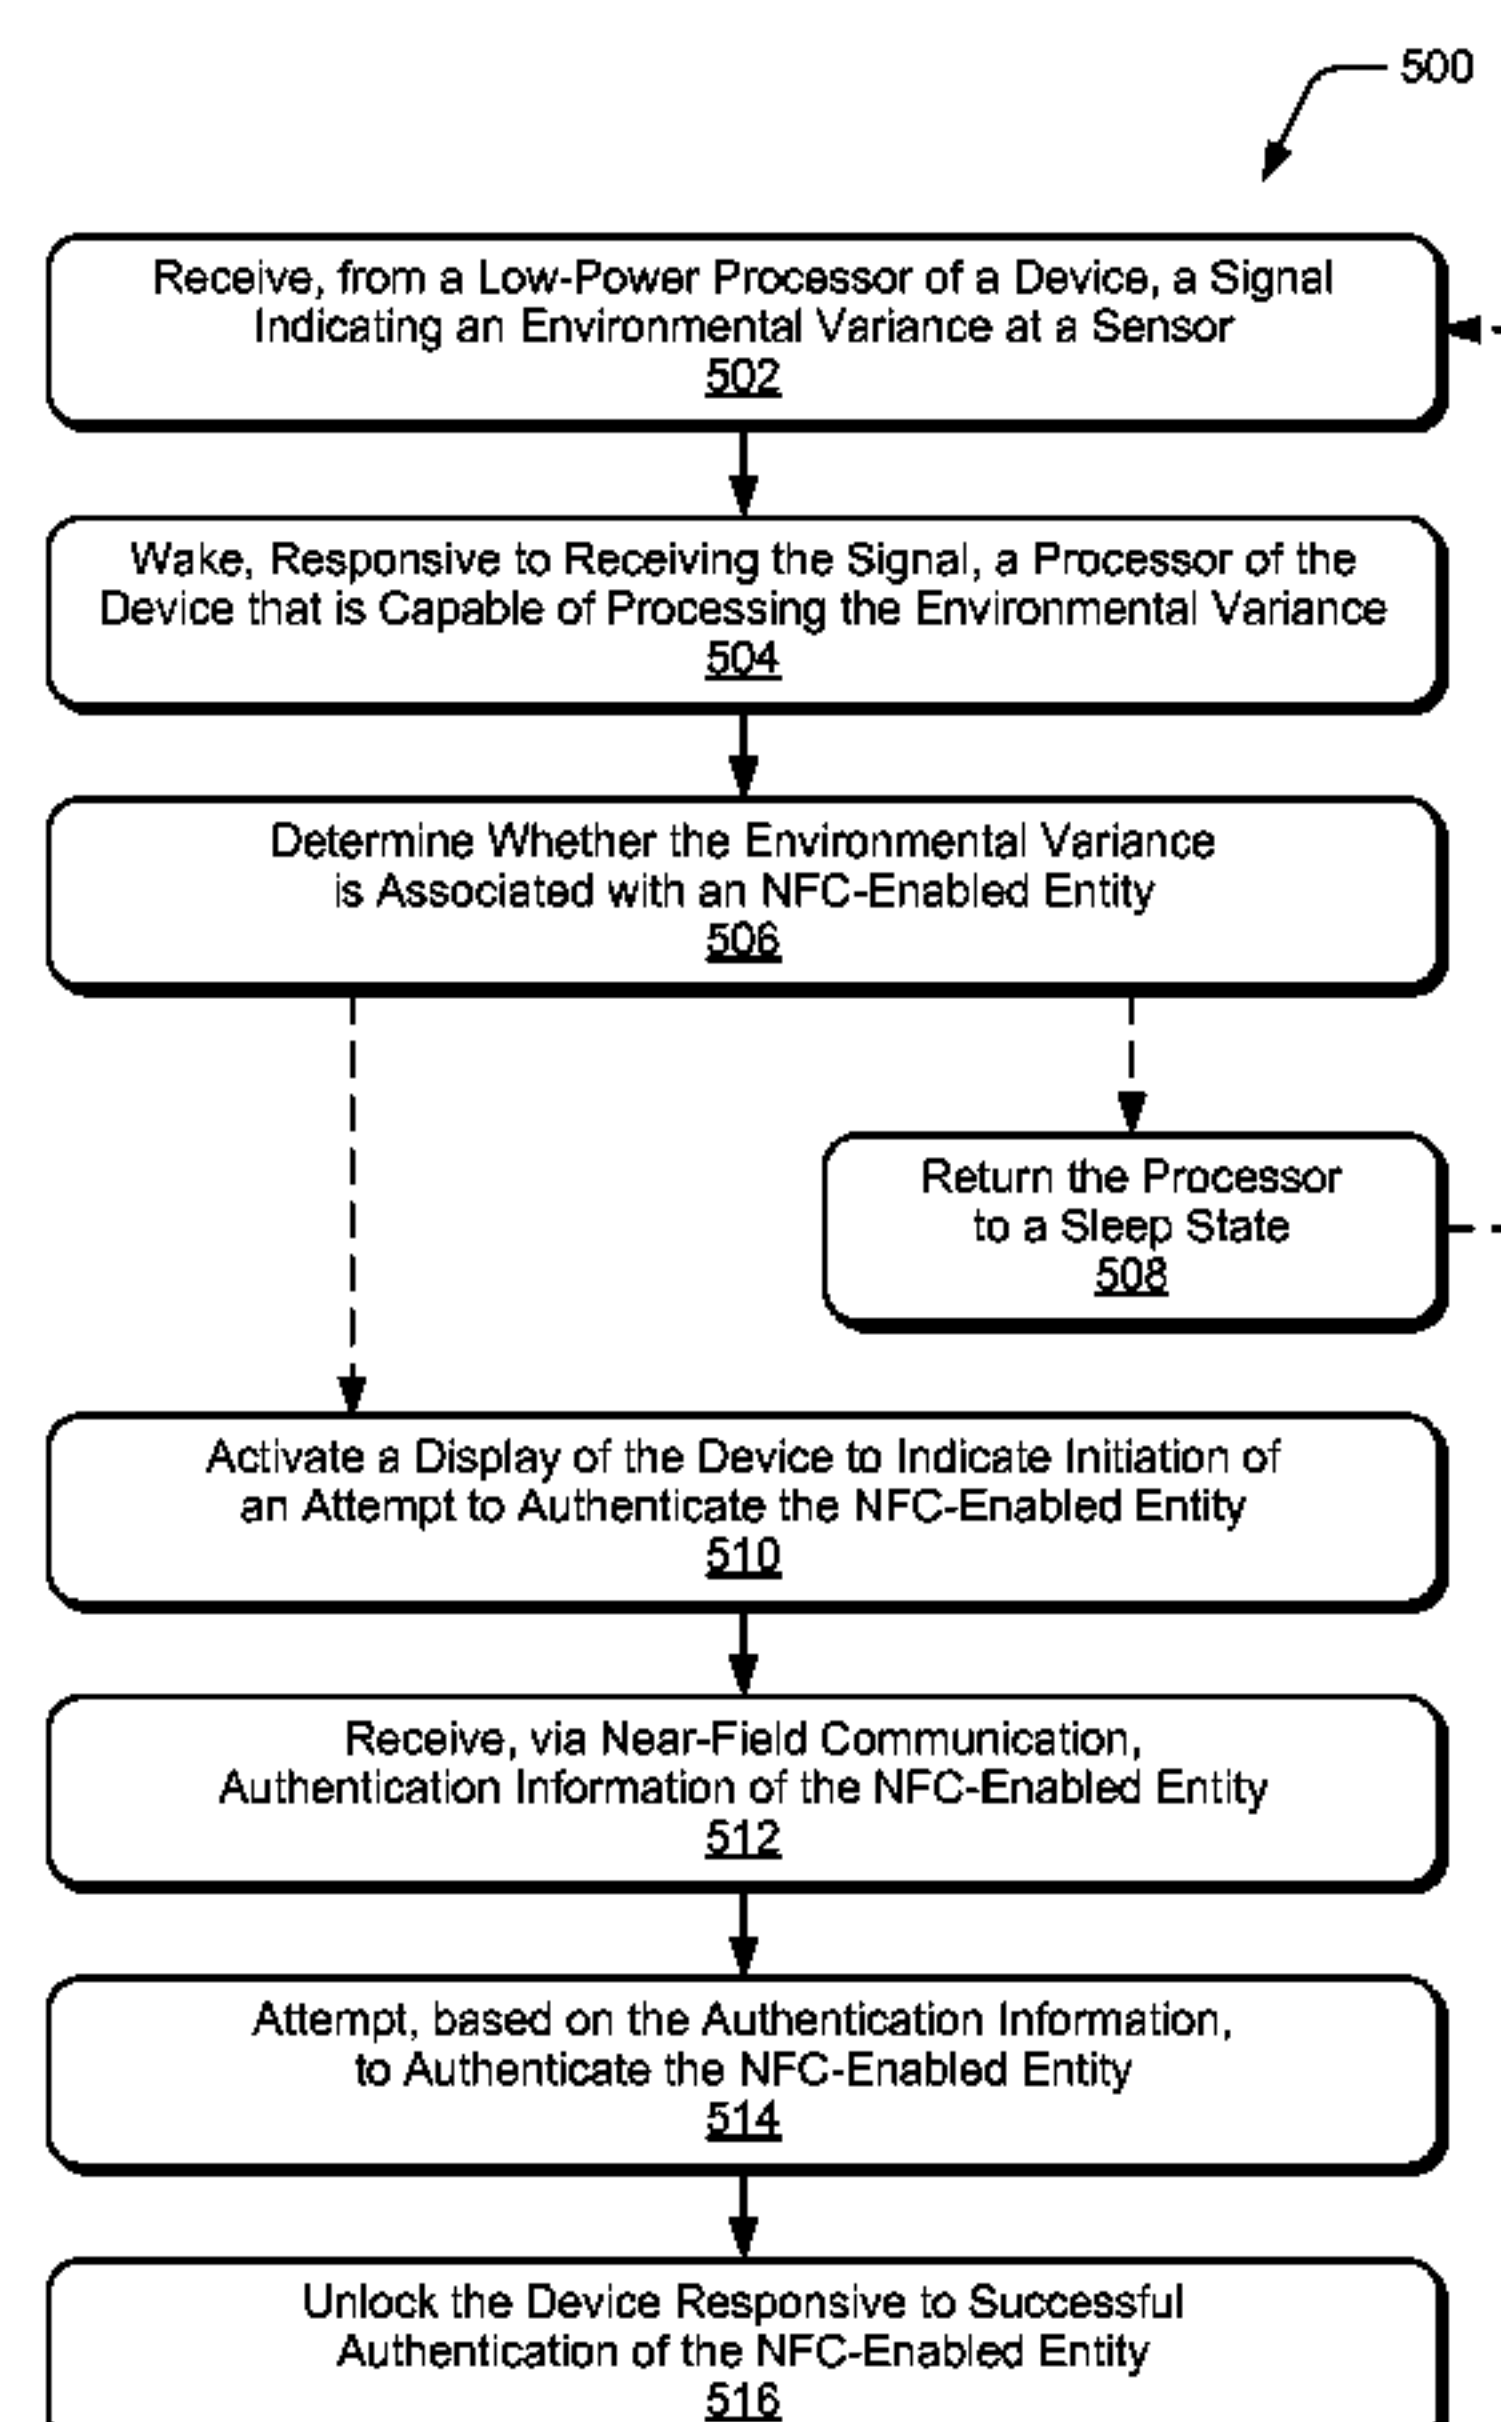 500
Receive, from a Low-Power Processor of a Device, a Signal
Indicating an Environmental Variance at a Sensor
502
Wake, Responsive to Receiving the Signal, a Processor of the
Device that is Capable of Processing the Environmental Variance
504
Determine Whether the Environmental Variance
is Associated with an NFC-Enabled Entity
506
Return the Processor
to a Sleep State
508
Activate a Display of the Device to Indicate Initiation of
an Attempt to Authenticate the NFC-Enabled Entity
510
Receive, via Near-Field Communication,
Authentication Information of the NFC-Enabled Entity
512
Attempt, based on the Authentication Information,
to Authenticate the NFC-Enabled Entity
514
Unlock the Device Responsive to Successful
Authentication of the NFC-Enabled Entity
516